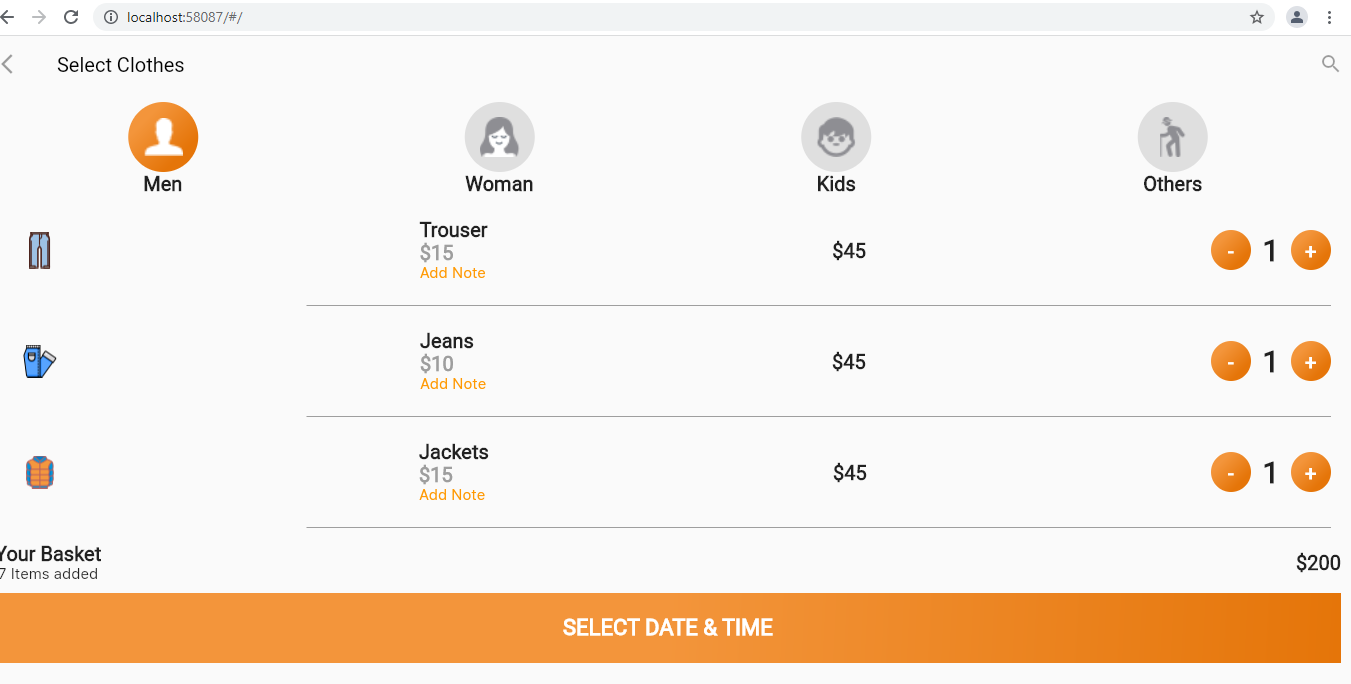 localhost:58087/#/
Select Clothes
Men
Woman
Kids
Others
Trouser
$15
Add Note
$45
- 1 +
Jeans
$10
Add Note
$45
- 1 +
Jackets
$15
Add Note
$45
- 1 +
Your Basket
7 Items added
$200
SELECT DATE & TIME